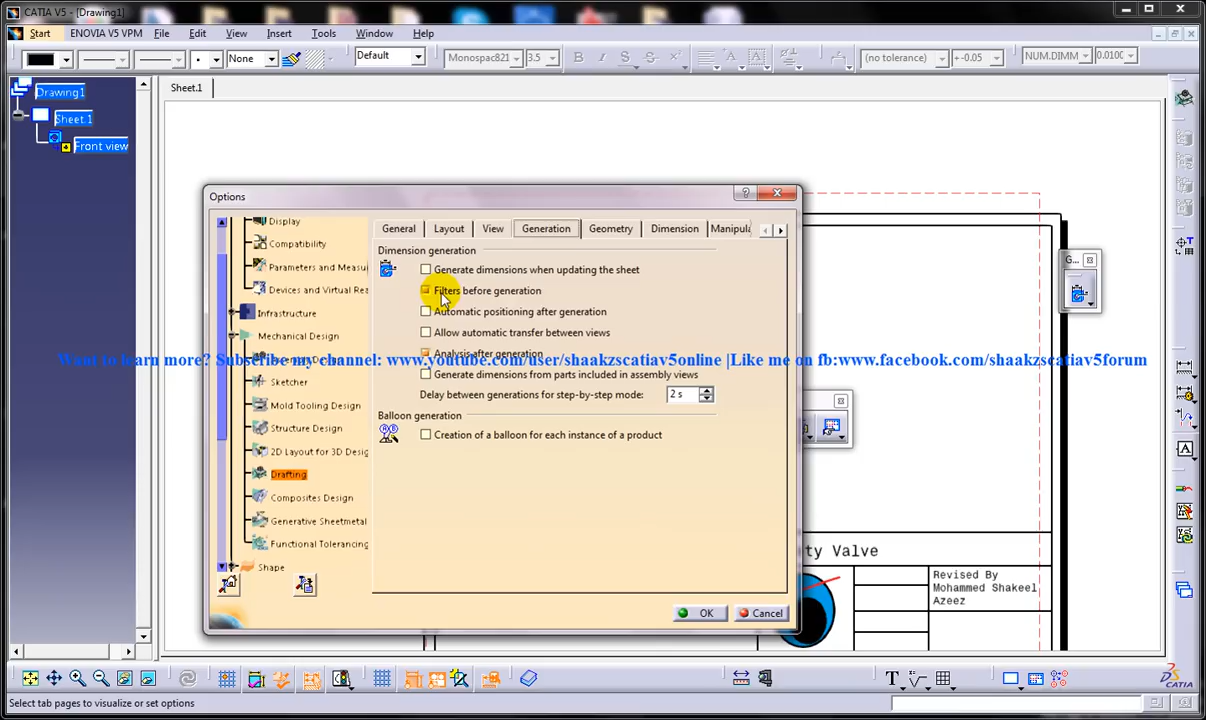 CATIA V5 - [Drawing1]
Start ENOVIA V5 VPM File Edit View Insert Tools Window Help
None Default Monospac821 3.5 B I S (no tolerance) +-0.05 NUM.DIMM 0.0100
Drawing1
Sheet.1
Front view
Sheet.1
Options
Display
Compatibility
Parameters and Measu
Devices and Virtual Rea
Infrastructure
Mechanical Design
Sketcher
Mold Tooling Design
Structure Design
2D Layout for 3D Desig
Drafting
Composites Design
Generative Sheetmetal
Functional Tolerancing
Shape
General Layout View Generation Geometry Dimension Manipula
Dimension generation
Generate dimensions when updating the sheet
Filters before generation
Automatic positioning after generation
Allow automatic transfer between views
Analysis after generation
Want to learn more? Subscribe my channel: www.youtube.com/user/shaakzscatiav5online |Like me on fb:www.facebook.com/shaakzscatiav5forum
Generate dimensions from parts included in assembly views
Delay between generations for step-by-step mode: 2 s
Balloon generation
Creation of a balloon for each instance of a product
OK Cancel
G...
ty Valve
Revised By
Mohammed Shakeel
Azeez
Select tab pages to visualize or set options
CATIA